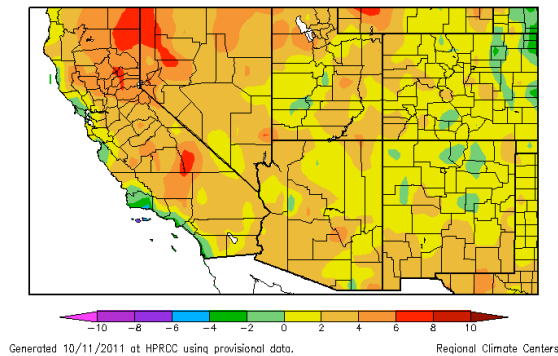 -10 -8 -6 -4 -2 0 2 4 6 8 10
Generated 10/11/2011 at HPRCC using provisional data. Regional Climate Centers